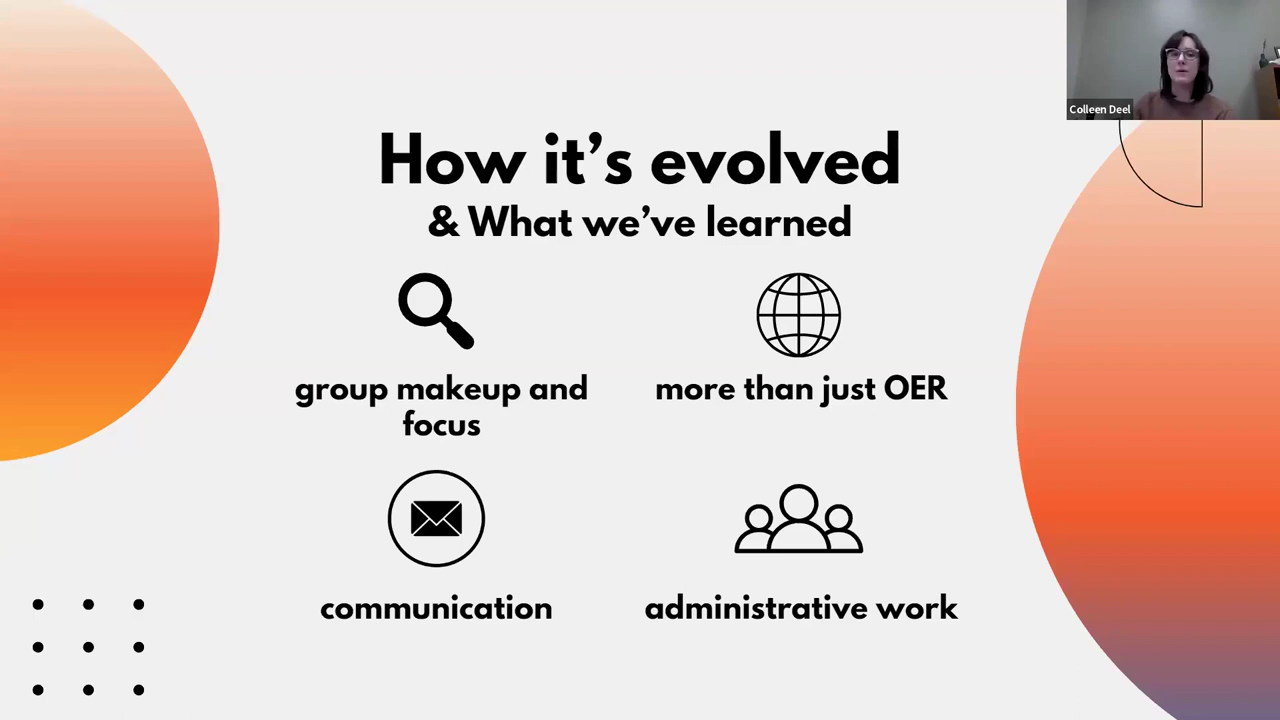 Colleen Deel
How it’s evolved
& What we’ve learned
group makeup and
focus
more than just OER
communication
administrative work